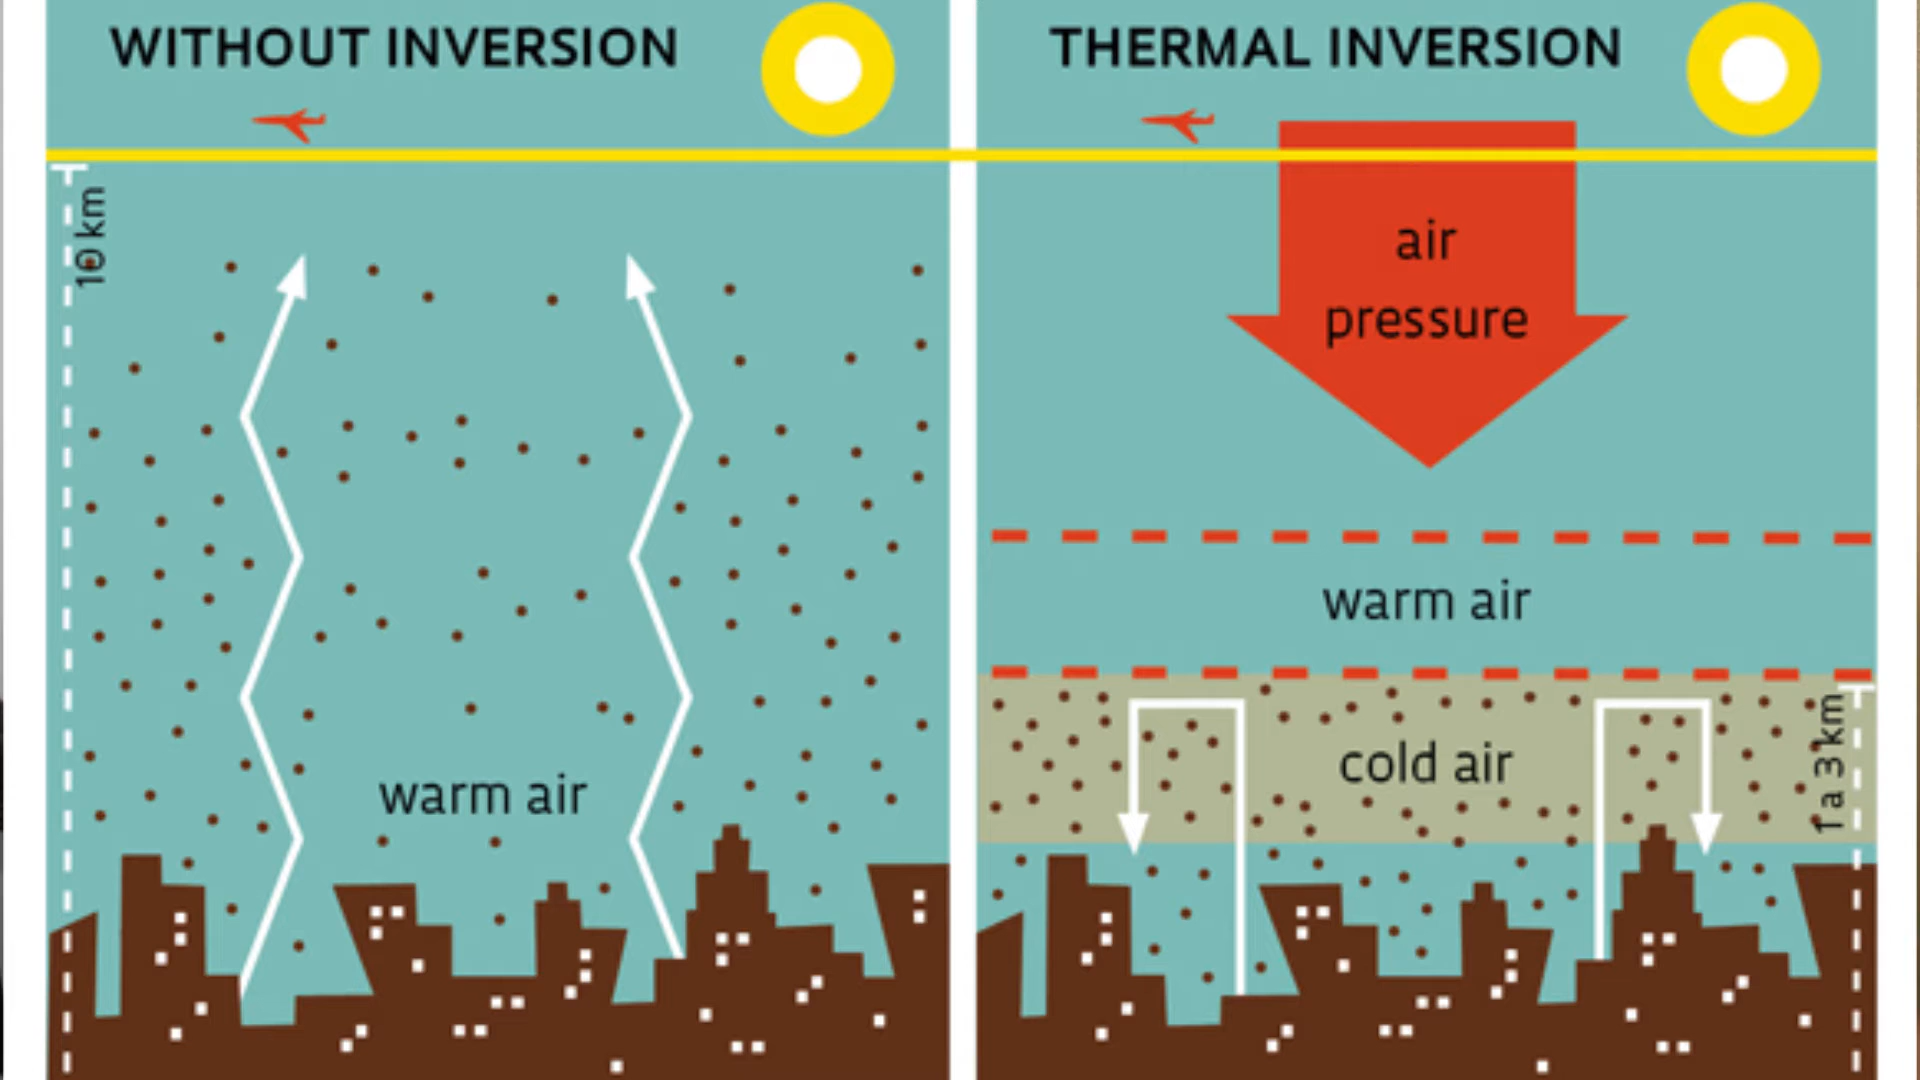 WITHOUT INVERSION
10 km
warm air
THERMAL INVERSION
air
pressure
warm air
cold air
1 a 3 km